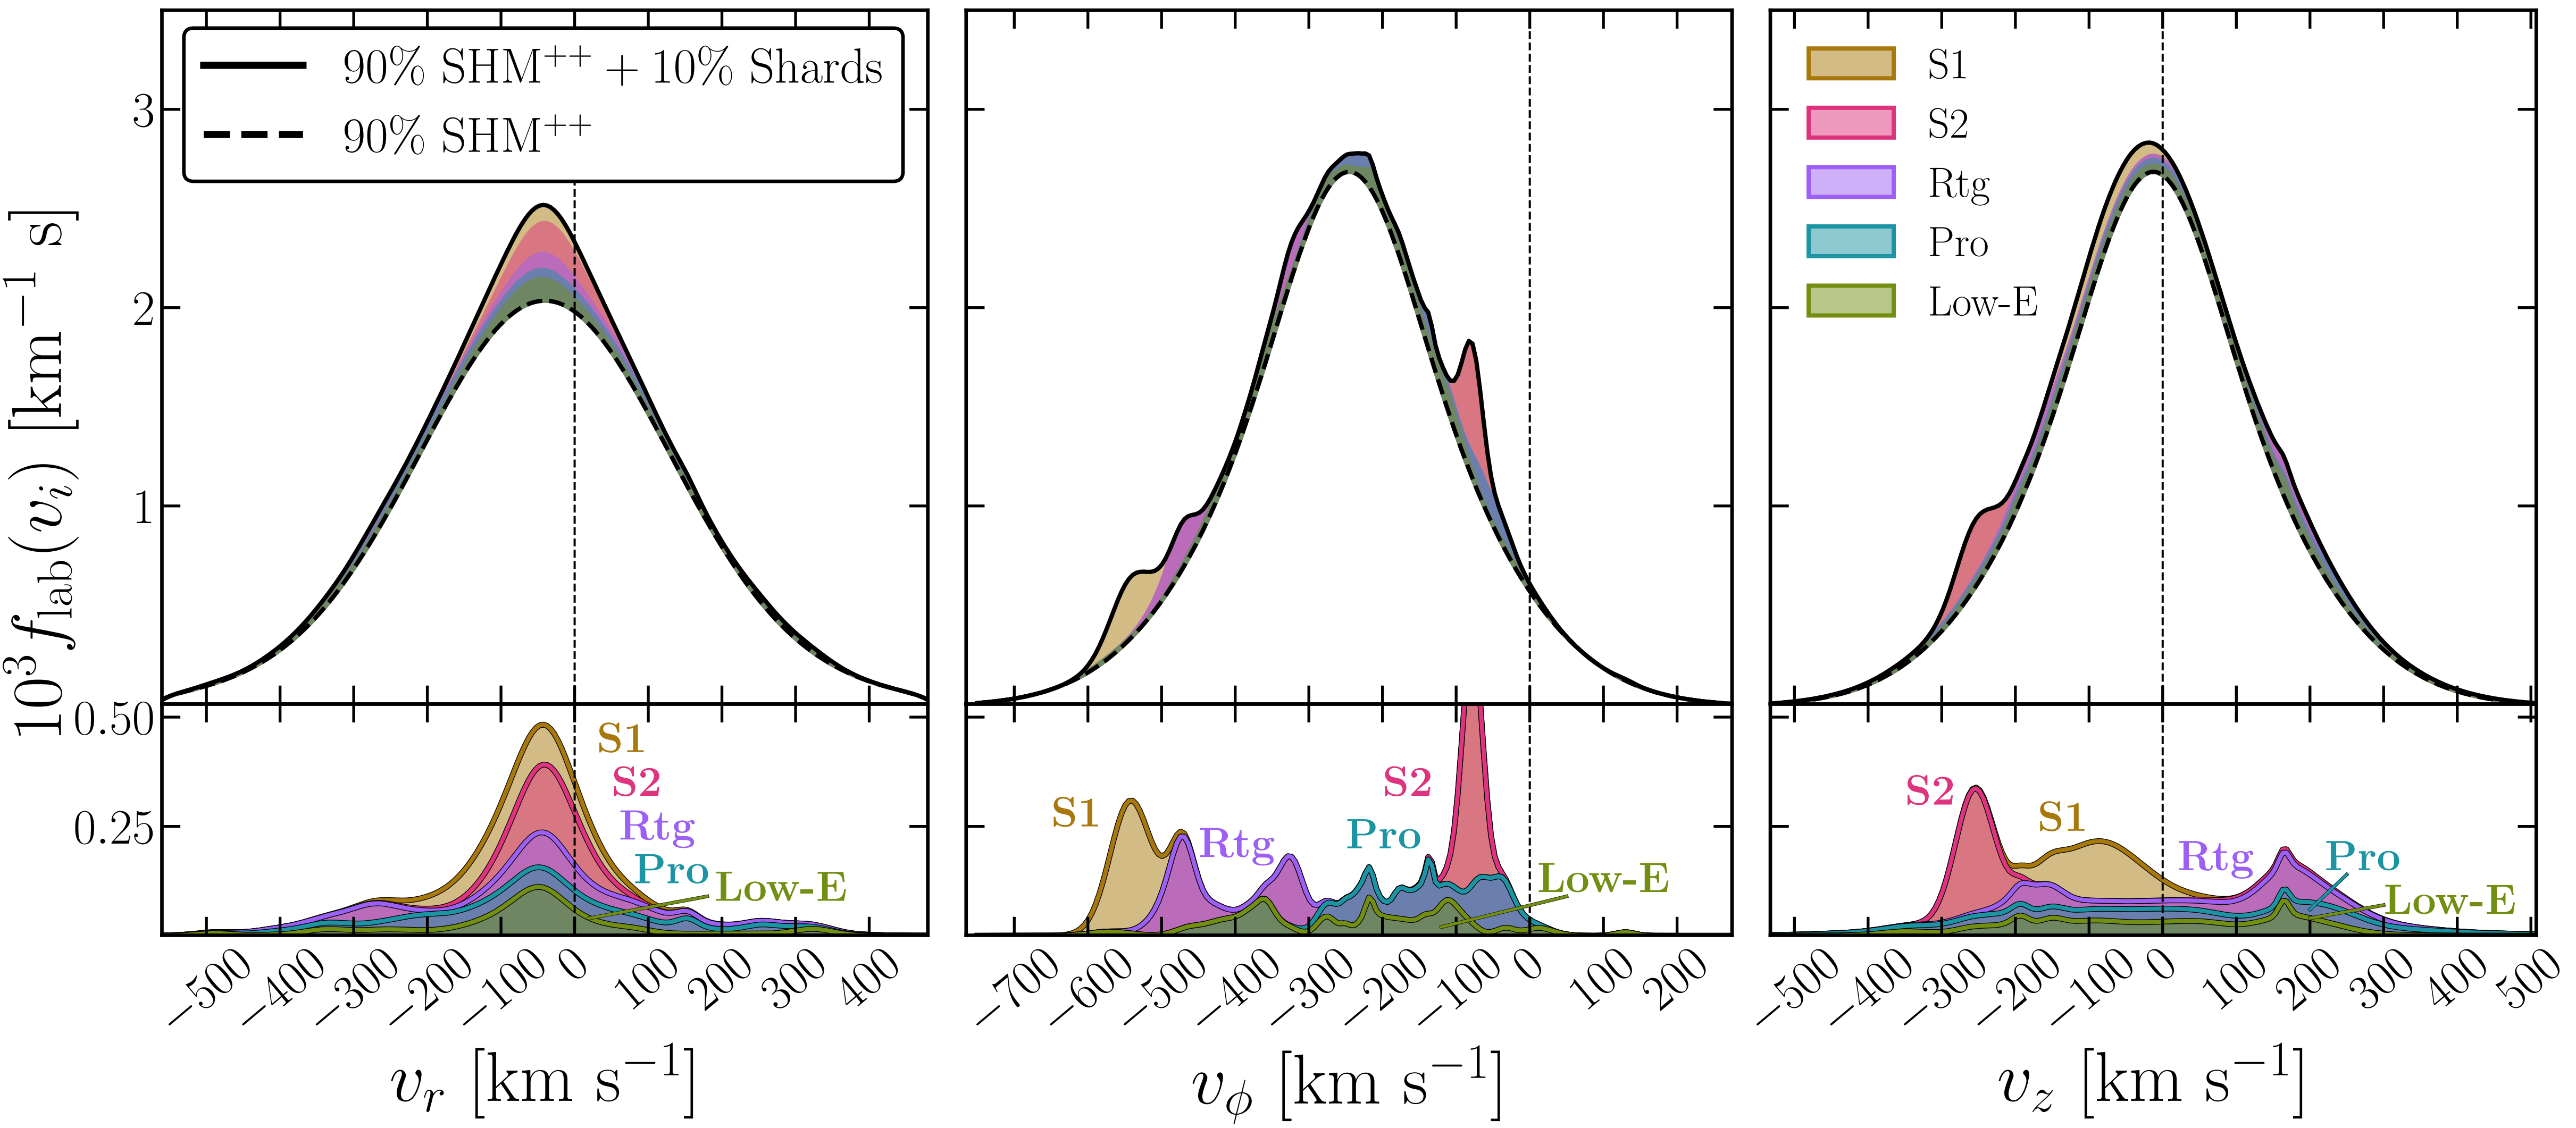 10³f_lab(v_i) [km⁻¹ s]
90% SHM⁺⁺ + 10% Shards
90% SHM⁺⁺
3
2
1
0.50
0.25
S1
S2
Rtg
Pro
Low-E
S1
S2
Rtg
Pro
Low-E
S1
Rtg
Pro
S2
Low-E
S2
S1
Rtg
Pro
Low-E
−500 −400 −300 −200 −100 0 100 200 300 400
−700 −600 −500 −400 −300 −200 −100 0 100 200
−500 −400 −300 −200 −100 0 100 200 300 400 500
v_r [km s⁻¹]
v_ϕ [km s⁻¹]
v_z [km s⁻¹]